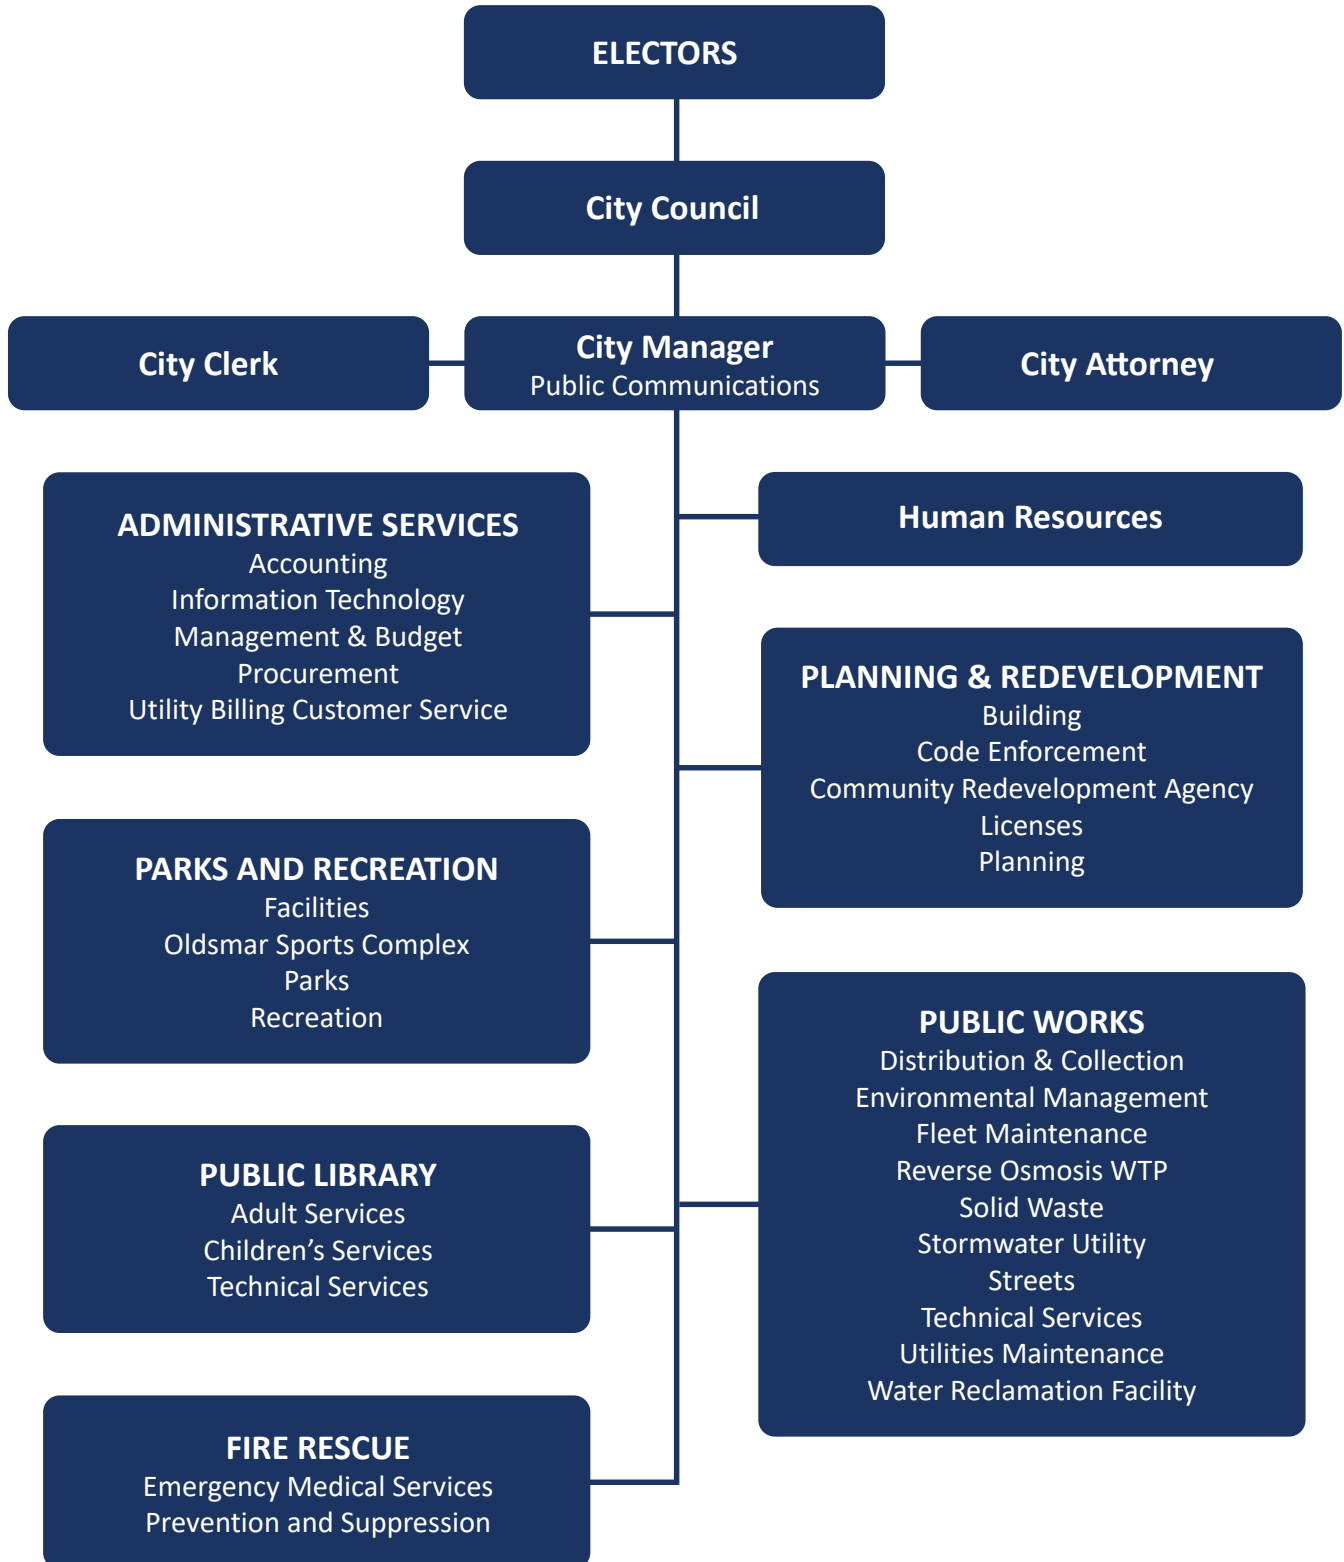 ELECTORS
City Council
City Clerk
City Manager
Public Communications
City Attorney
ADMINISTRATIVE SERVICES
Accounting
Information Technology
Management & Budget
Procurement
Utility Billing Customer Service
Human Resources
PLANNING & REDEVELOPMENT
Building
Code Enforcement
Community Redevelopment Agency
Licenses
Planning
PARKS AND RECREATION
Facilities
Oldsmar Sports Complex
Parks
Recreation
PUBLIC WORKS
Distribution & Collection
Environmental Management
Fleet Maintenance
Reverse Osmosis WTP
Solid Waste
Stormwater Utility
Streets
Technical Services
Utilities Maintenance
Water Reclamation Facility
PUBLIC LIBRARY
Adult Services
Children’s Services
Technical Services
FIRE RESCUE
Emergency Medical Services
Prevention and Suppression